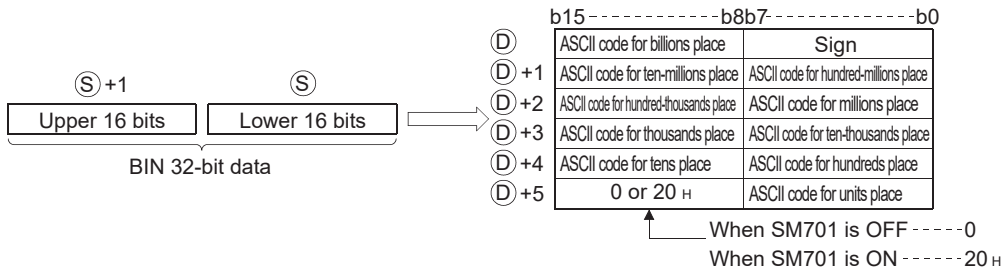 b15 b8b7 b0
D ASCII code for billions place Sign
S +1 S D +1 ASCII code for ten-millions place ASCII code for hundred-millions place
D +2 ASCII code for hundred-thousands place ASCII code for millions place
Upper 16 bits Lower 16 bits D +3 ASCII code for thousands place ASCII code for ten-thousands place
BIN 32-bit data D +4 ASCII code for tens place ASCII code for hundreds place
D +5 0 or 20 H ASCII code for units place
When SM701 is OFF -----0
When SM701 is ON ------20 H